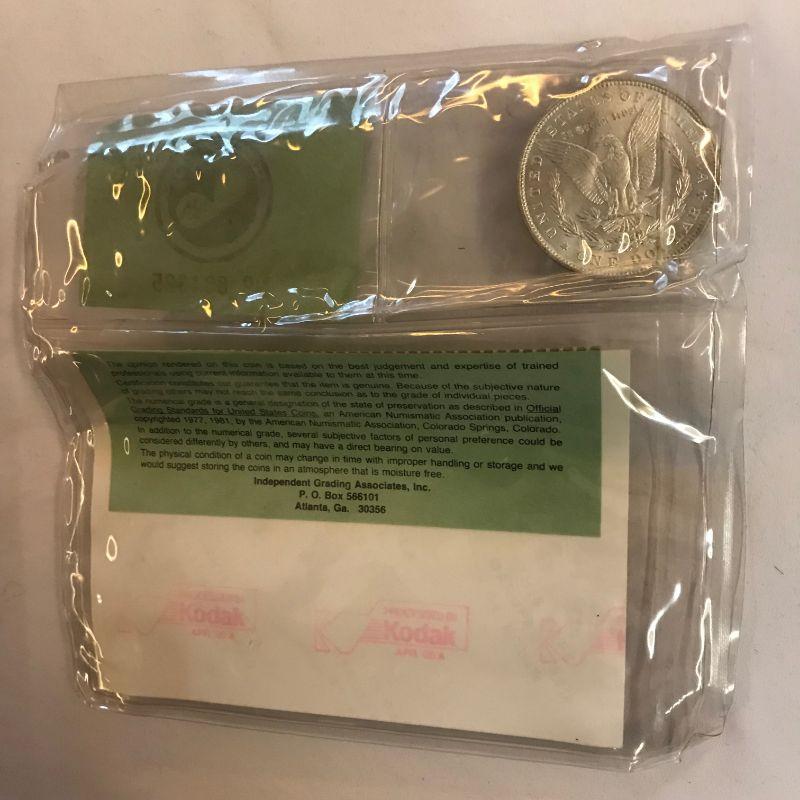 UNITED STATES OF AMERICA
In God we trust
ONE DOLLAR
The opinion rendered on this coin is based on the best judgement and expertise of trained
professionals using current information available to them at this time.
Certification constitutes our guarantee that the item is genuine. Because of the subjective nature
of grading others may not reach the same conclusion as to the grade of individual pieces.
The numerical grade is a general designation of the state of preservation as described in Official
Grading Standards for United States Coins, an American Numismatic Association publication,
copyrighted 1977, 1981, by the American Numismatic Association, Colorado Springs, Colorado.
In addition to the numerical grade, several subjective factors of personal preference could be
considered differently by others, and may have a direct bearing on value.
The physical condition of a coin may change in time with improper handling or storage and we
would suggest storing the coins in an atmosphere that is moisture free.
Independent Grading Associates, Inc.
P. O. Box 566101
Atlanta, Ga. 30356
Kodak
Kodak